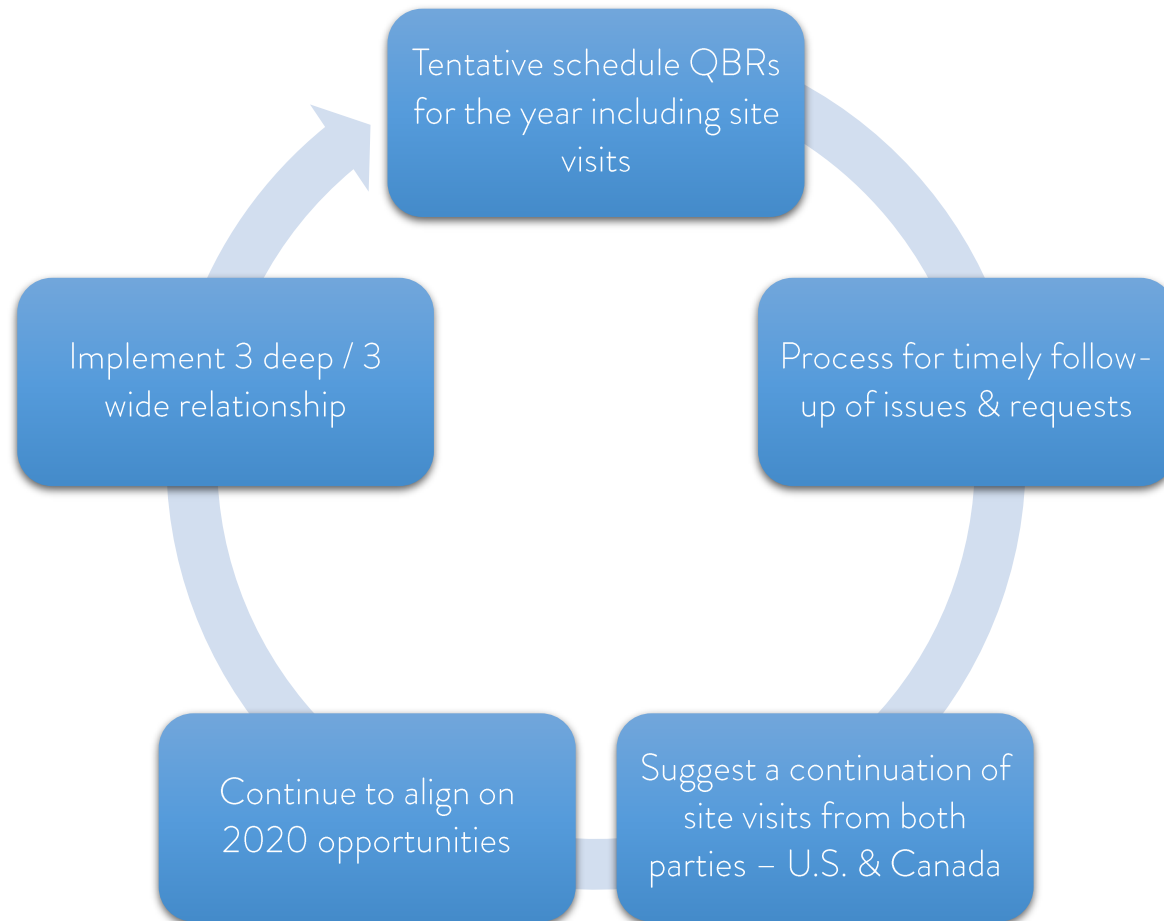 Tentative schedule QBRs
for the year including site
visits
Process for timely follow-
up of issues & requests
Suggest a continuation of
site visits from both
parties – U.S. & Canada
Continue to align on
2020 opportunities
Implement 3 deep / 3
wide relationship